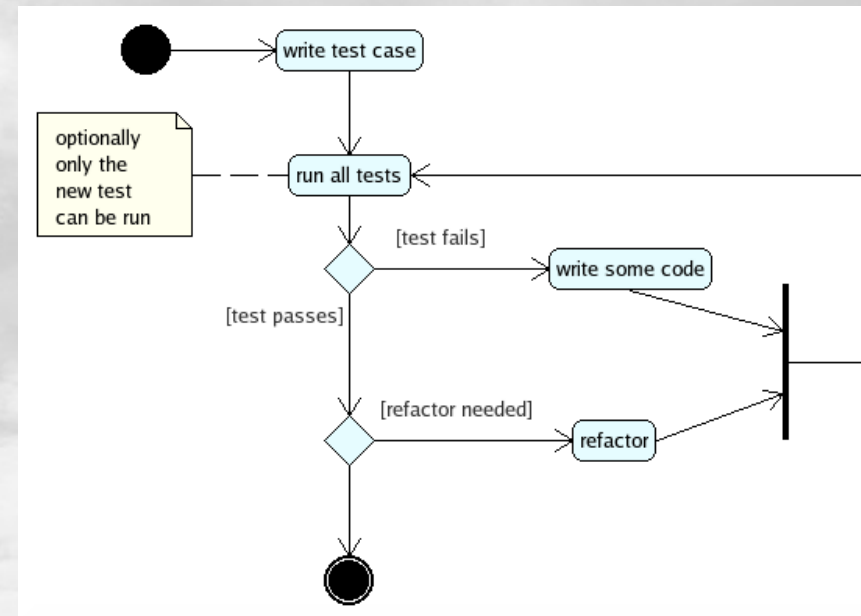 write test case
optionally
only the
new test
can be run
run all tests
[test fails]
write some code
[test passes]
[refactor needed]
refactor